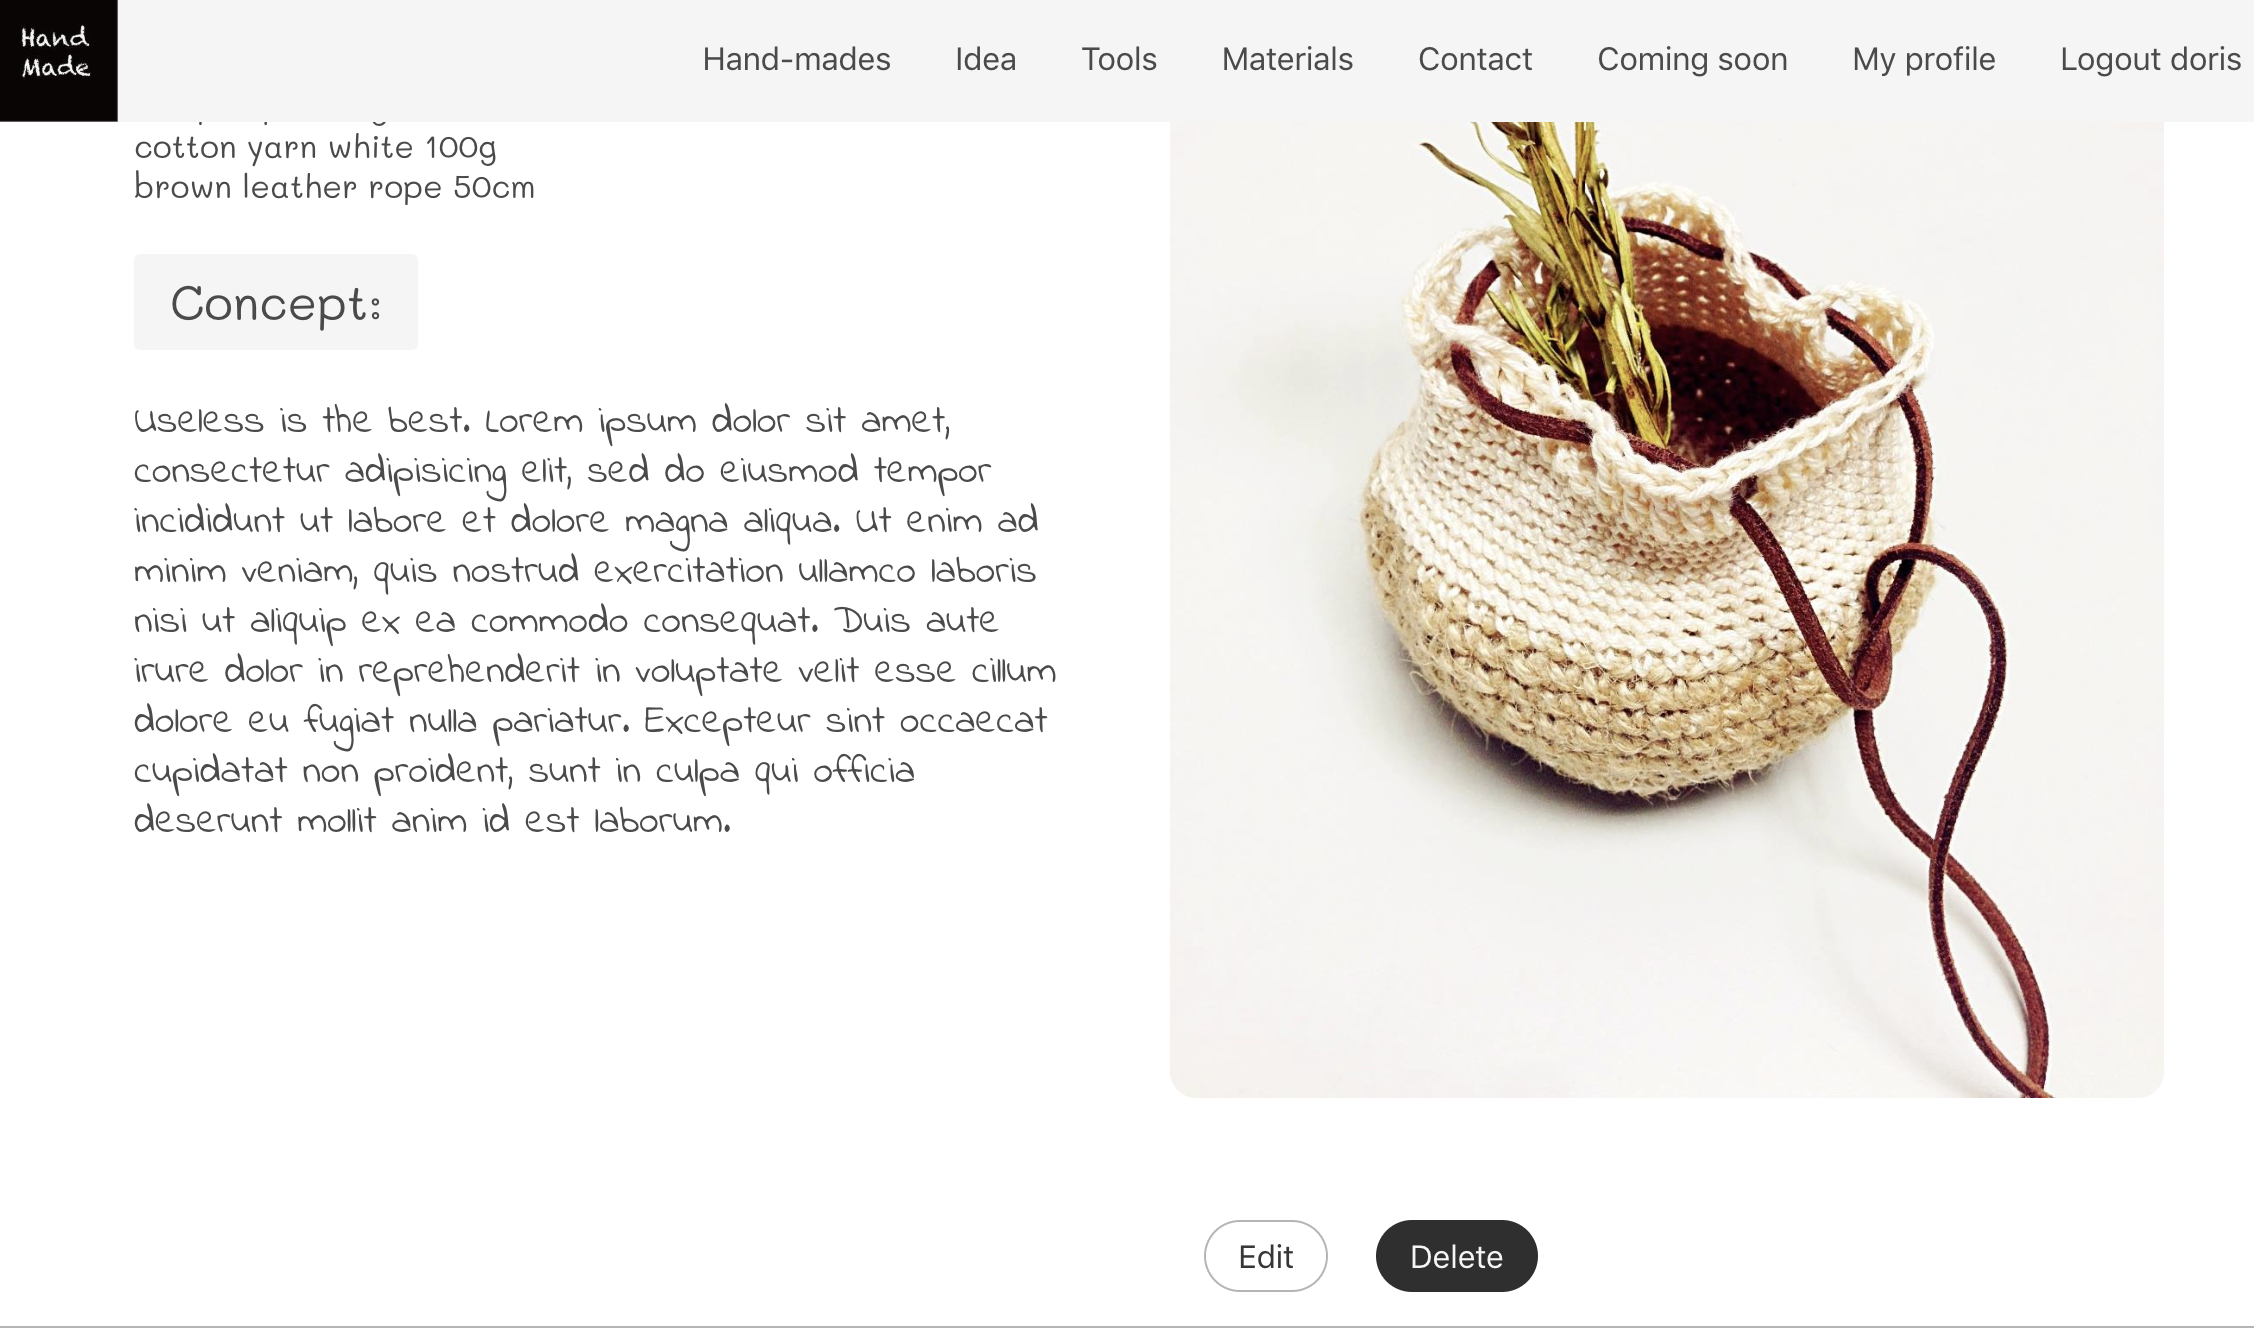 Hand
Made
Hand-mades Idea Tools Materials Contact Coming soon My profile Logout doris
cotton yarn white 100g
brown leather rope 50cm
Concept:
Useless is the best. Lorem ipsum dolor sit amet,
consectetur adipisicing elit, sed do eiusmod tempor
incididunt ut labore et dolore magna aliqua. Ut enim ad
minim veniam, quis nostrud exercitation ullamco laboris
nisi ut aliquip ex ea commodo consequat. Duis aute
irure dolor in reprehenderit in voluptate velit esse cillum
dolore eu fugiat nulla pariatur. Excepteur sint occaecat
cupidatat non proident, sunt in culpa qui officia
deserunt mollit anim id est laborum.
Edit Delete